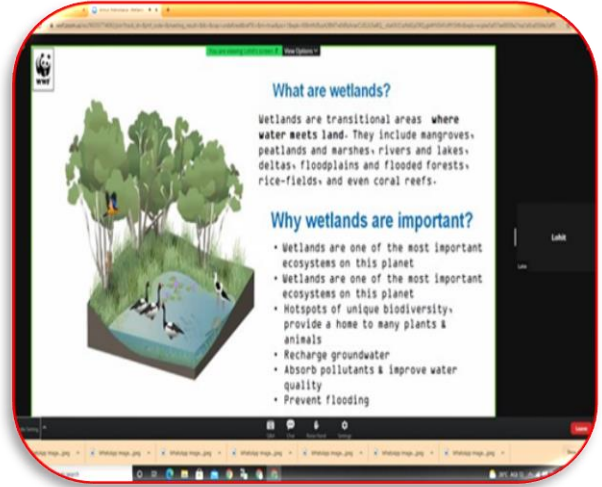 You are viewing Lohit's screen
View Options
WWF
What are wetlands?
Wetlands are transitional areas where
water meets land. They include mangroves,
peatlands and marshes, rivers and lakes,
deltas, floodplains and flooded forests,
rice-fields, and even coral reefs.
Why wetlands are important?
• Wetlands are one of the most important
ecosystems on this planet
• Wetlands are one of the most important
ecosystems on this planet
• Hotspots of unique biodiversity,
provide a home to many plants &
animals
• Recharge groundwater
• Absorb pollutants & improve water
quality
• Prevent flooding
Lohit
Chat
Raise Hand
Settings
Leave